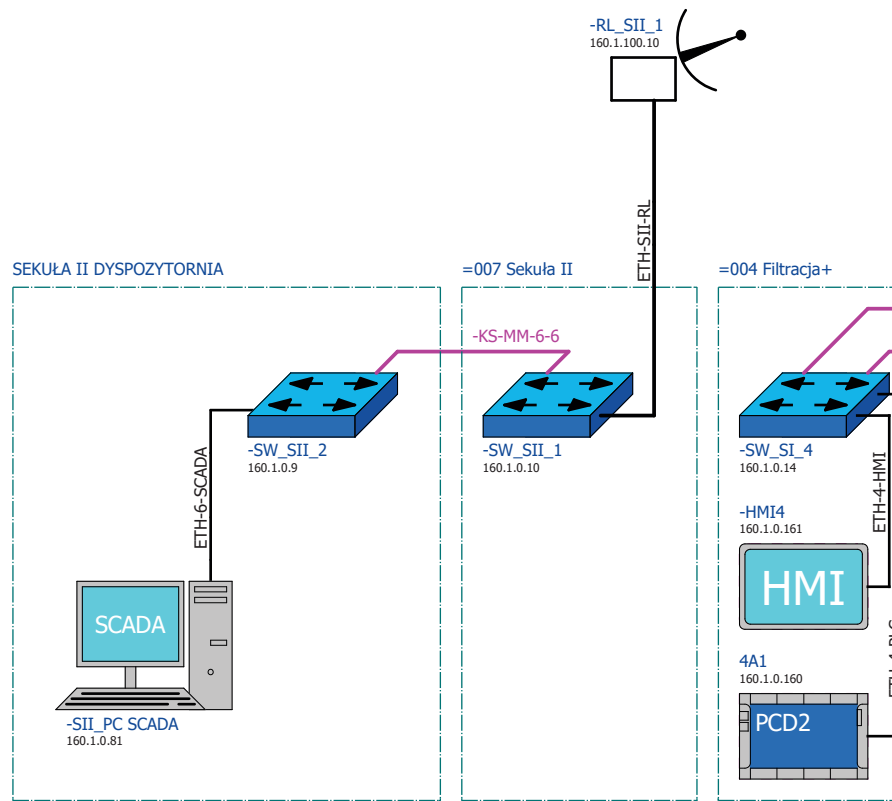 -RL_SII_1
160.1.100.10
ETH-SII-RL
SEKUŁA II DYSPOZYTORNIA
=007 Sekuła II
=004 Filtracja+
-KS-MM-6-6
-SW_SII_2
160.1.0.9
-SW_SII_1
160.1.0.10
-SW_SI_4
160.1.0.14
ETH-6-SCADA
ETH-4-HMI
-HMI4
160.1.0.161
HMI
SCADA
-SII_PC SCADA
160.1.0.81
4A1
160.1.0.160
PCD2